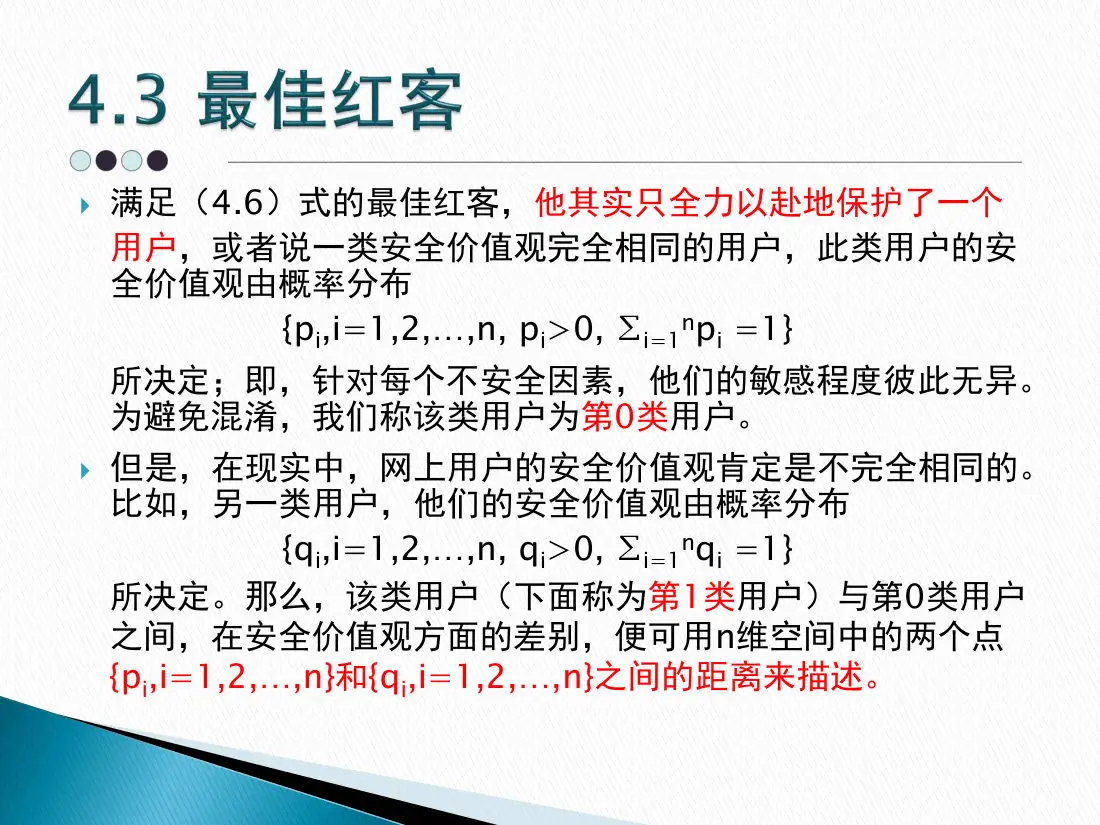 4.3 最佳红客
满足（4.6）式的最佳红客，他其实只全力以赴地保护了一个
用户，或者说一类安全价值观完全相同的用户，此类用户的安
全价值观由概率分布
{pᵢ,i=1,2,…,n, pᵢ>0, ∑ᵢ₌₁ⁿpᵢ =1}
所决定；即，针对每个不安全因素，他们的敏感程度彼此无异。
为避免混淆，我们称该类用户为第0类用户。
但是，在现实中，网上用户的安全价值观肯定是不完全相同的。
比如，另一类用户，他们的安全价值观由概率分布
{qᵢ,i=1,2,…,n, qᵢ>0, ∑ᵢ₌₁ⁿqᵢ =1}
所决定。那么，该类用户（下面称为第1类用户）与第0类用户
之间，在安全价值观方面的差别，便可用n维空间中的两个点
{pᵢ,i=1,2,…,n}和{qᵢ,i=1,2,…,n}之间的距离来描述。